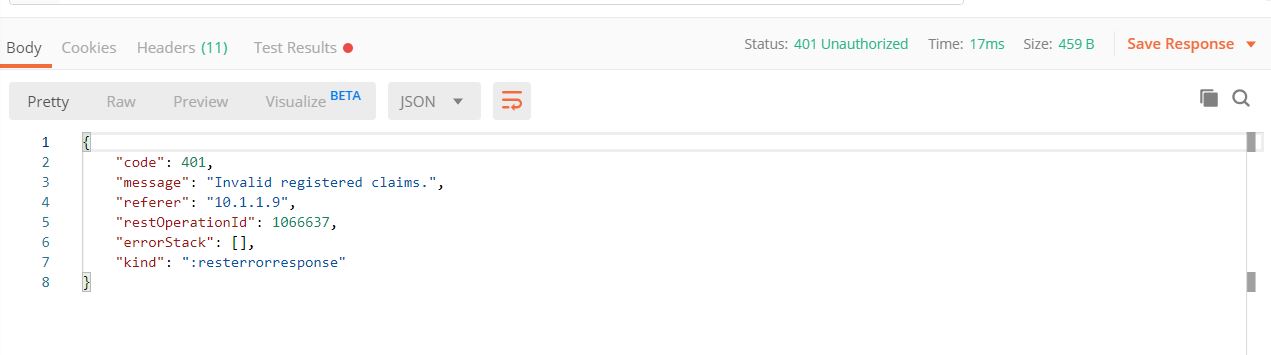 Body Cookies Headers (11) Test Results Status: 401 Unauthorized Time: 17ms Size: 459 B Save Response
Pretty Raw Preview Visualize BETA JSON
1 {
2 "code": 401,
3 "message": "Invalid registered claims.",
4 "referer": "10.1.1.9",
5 "restOperationId": 1066637,
6 "errorStack": [],
7 "kind": ":resterrorresponse"
8 }